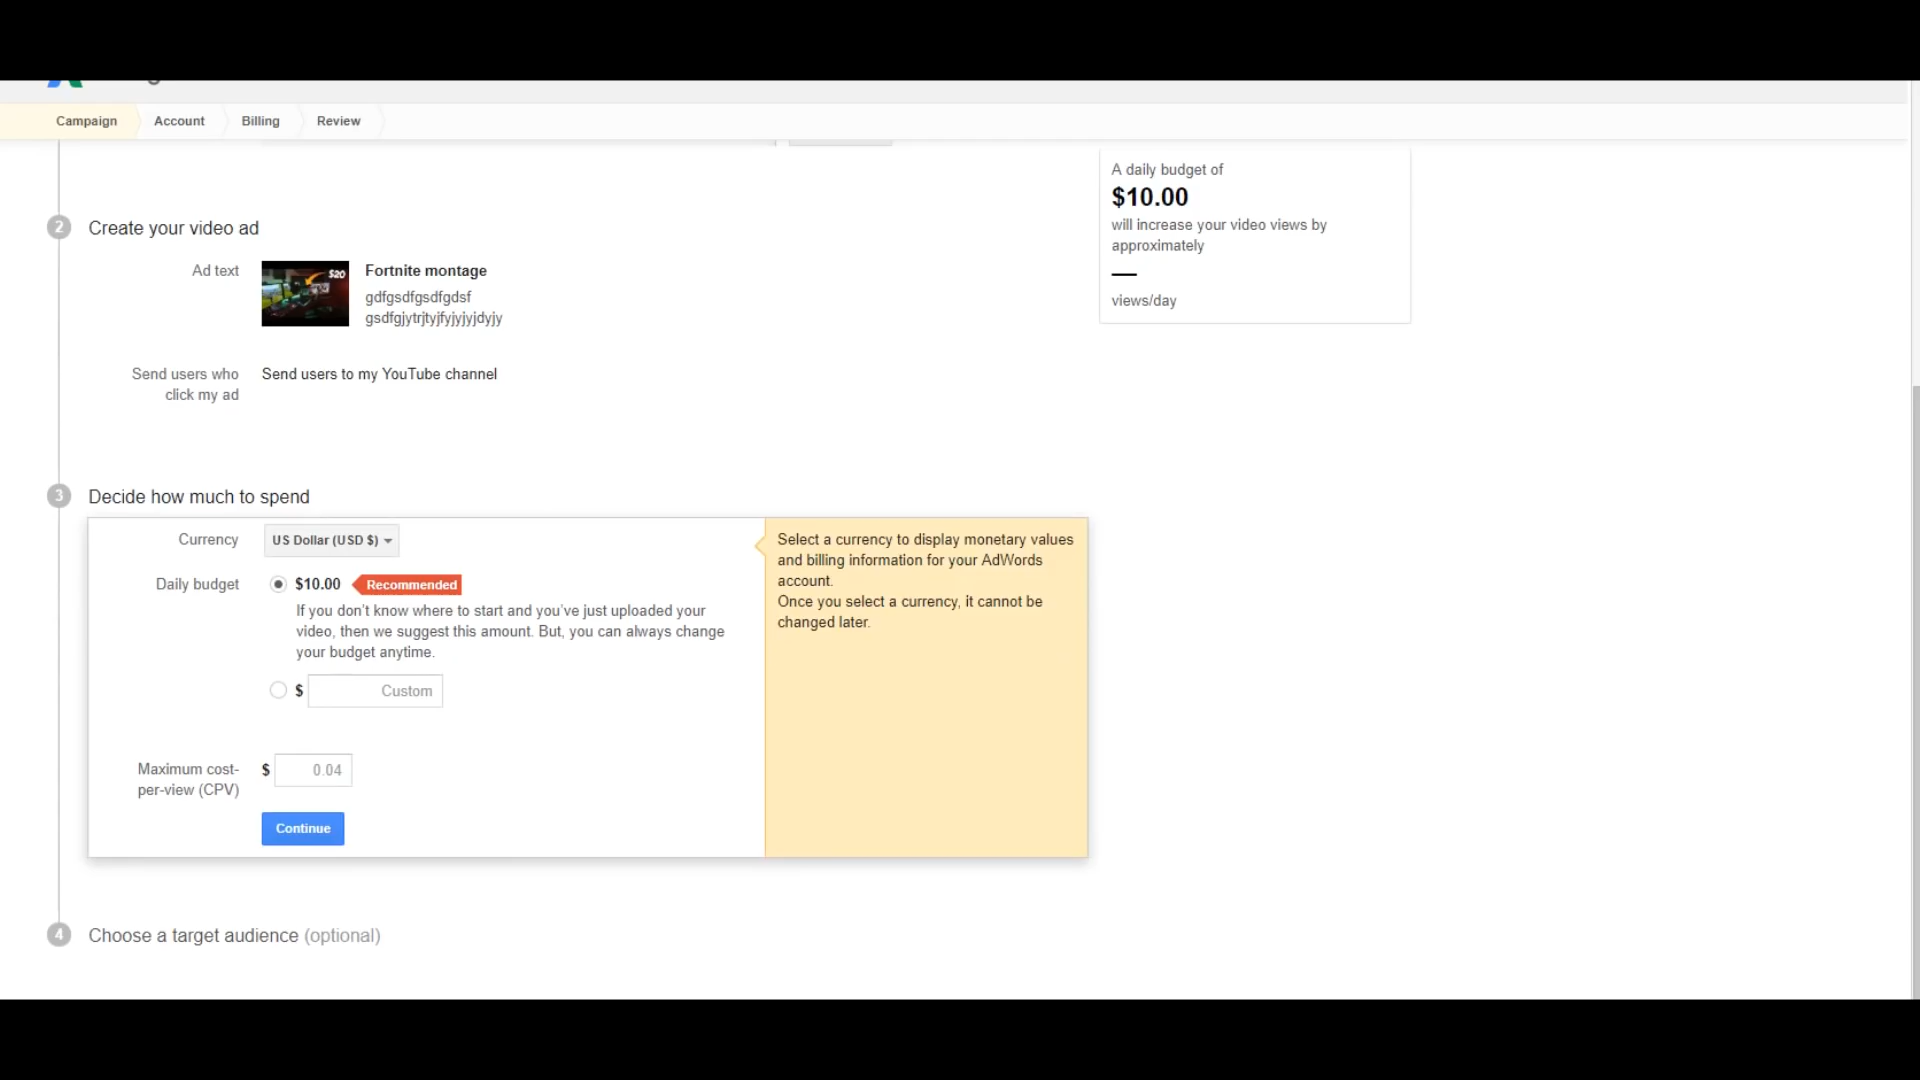 Campaign Account Billing Review
A daily budget of
$10.00
will increase your video views by
approximately
—
views/day
2 Create your video ad
Ad text
$20
Fortnite montage
gdfgsdfgsdfgdsf
gsdfgjytrjtyjfyjyjyjdyjy
Send users who
click my ad
Send users to my YouTube channel
3 Decide how much to spend
Currency US Dollar (USD $)
Daily budget $10.00 Recommended
If you don't know where to start and you've just uploaded your
video, then we suggest this amount. But, you can always change
your budget anytime.
$ Custom
Maximum cost-
per-view (CPV)
$ 0.04
Continue
Select a currency to display monetary values
and billing information for your AdWords
account.
Once you select a currency, it cannot be
changed later.
4 Choose a target audience (optional)